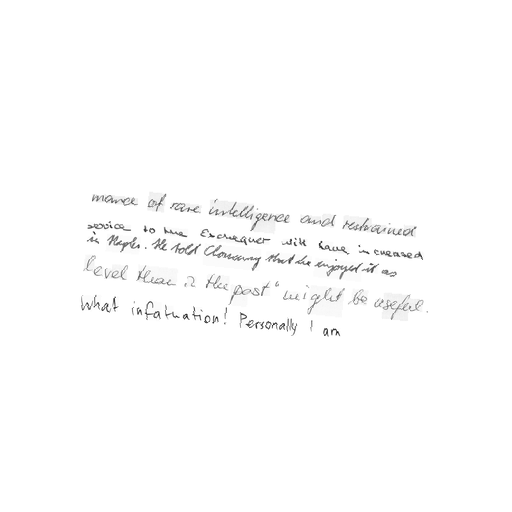 mance of rare intelligence and restrained
service to the Exchequer will have increased
in Naples. He told Chouany that he enjoyed it as
level than in the past" might be useful.
What infatuation! Personally I am